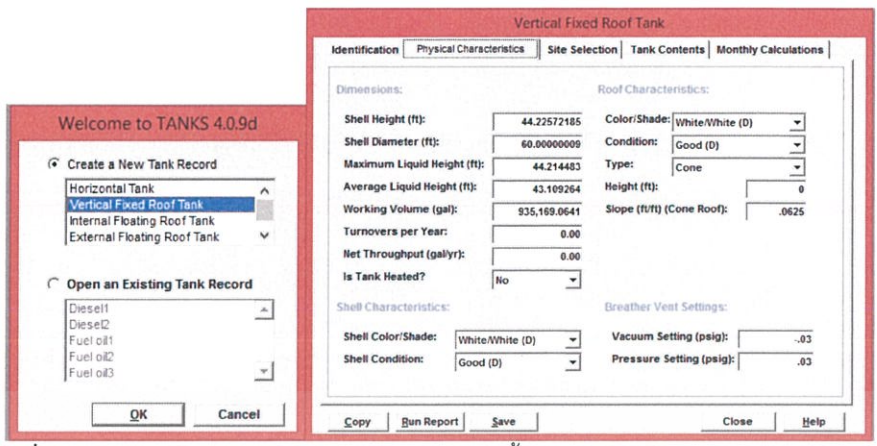 Welcome to TANKS 4.0.9d
Create a New Tank Record
Horizontal Tank
Vertical Fixed Roof Tank
Internal Floating Roof Tank
External Floating Roof Tank
Open an Existing Tank Record
Diesel1
Diesel2
Fuel oil1
Fuel oil2
Fuel oil3
OK Cancel
Vertical Fixed Roof Tank
Identification Physical Characteristics Site Selection Tank Contents Monthly Calculations
Dimensions:
Shell Height (ft): 44.22572185
Shell Diameter (ft): 60.00000009
Maximum Liquid Height (ft): 44.214483
Average Liquid Height (ft): 43.109264
Working Volume (gal): 935,169.0641
Turnovers per Year: 0.00
Net Throughput (gal/yr): 0.00
Is Tank Heated? No
Roof Characteristics:
Color/Shade: White/White (D)
Condition: Good (D)
Type: Cone
Height (ft): 0
Slope (ft/ft) (Cone Roof): .0625
Shell Characteristics:
Shell Color/Shade: White/White (D)
Shell Condition: Good (D)
Breather Vent Settings:
Vacuum Setting (psig): -.03
Pressure Setting (psig): .03
Copy Run Report Save Close Help